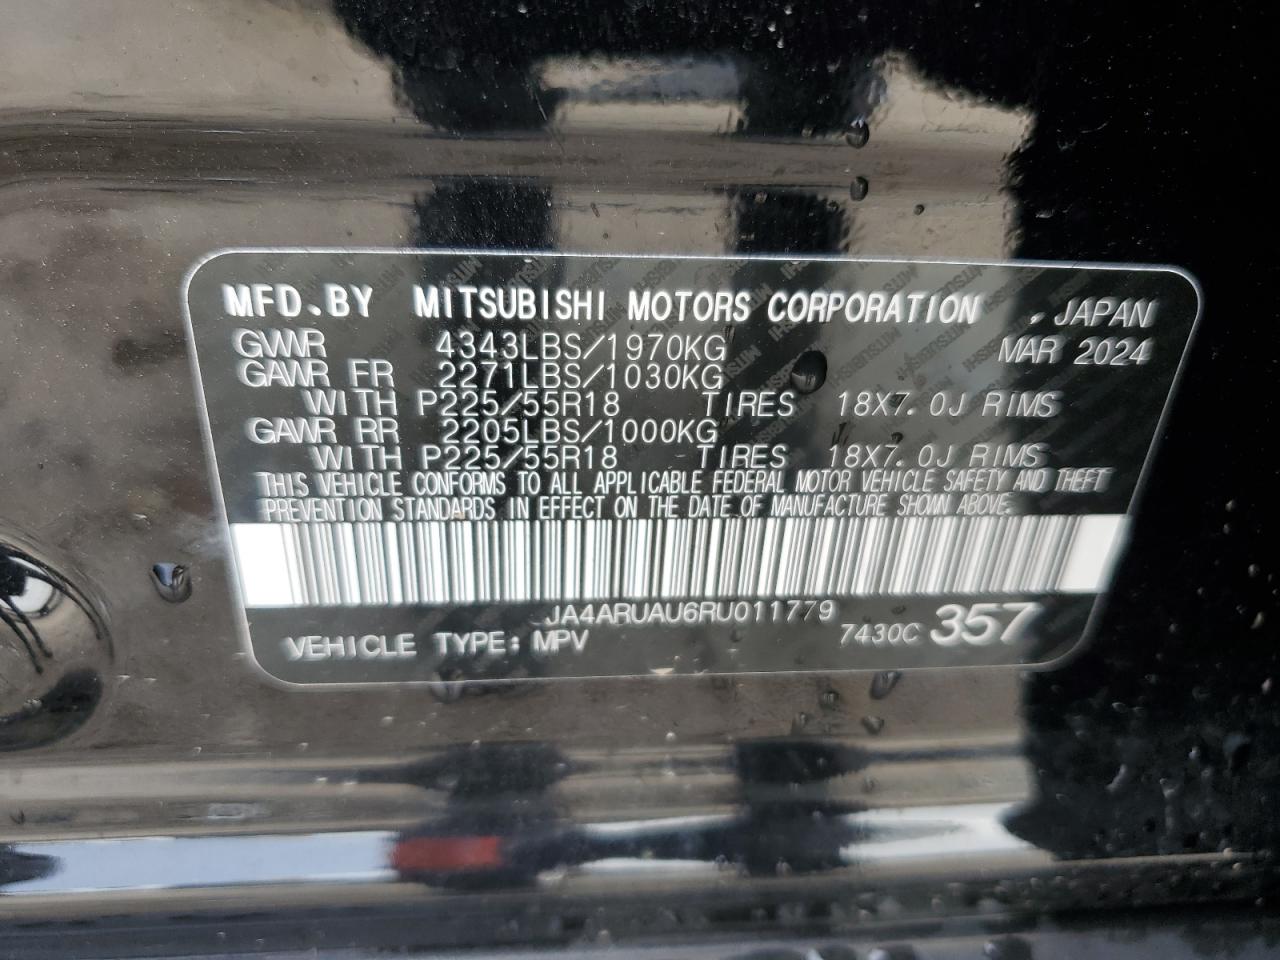 MFD.BY MITSUBISHI MOTORS CORPORATION , JAPAN
GWWR 4343LBS/1970KG MAR 2024
GAWR FR 2271LBS/1030KG
WITH P225/55R18 TIRES 18X7.0J RIMS
GAWR RR 2205LBS/1000KG
WITH P225/55R18 TIRES 18X7.0J RIMS
THIS VEHICLE CONFORMS TO ALL APPLICABLE FEDERAL MOTOR VEHICLE SAFETY AND THEFT
PREVENTION STANDARDS IN EFFECT ON THE DATE OF MANUFACTURE SHOWN ABOVE.
JA4ARUAU6RU011779
VEHICLE TYPE: MPV 7430C 357